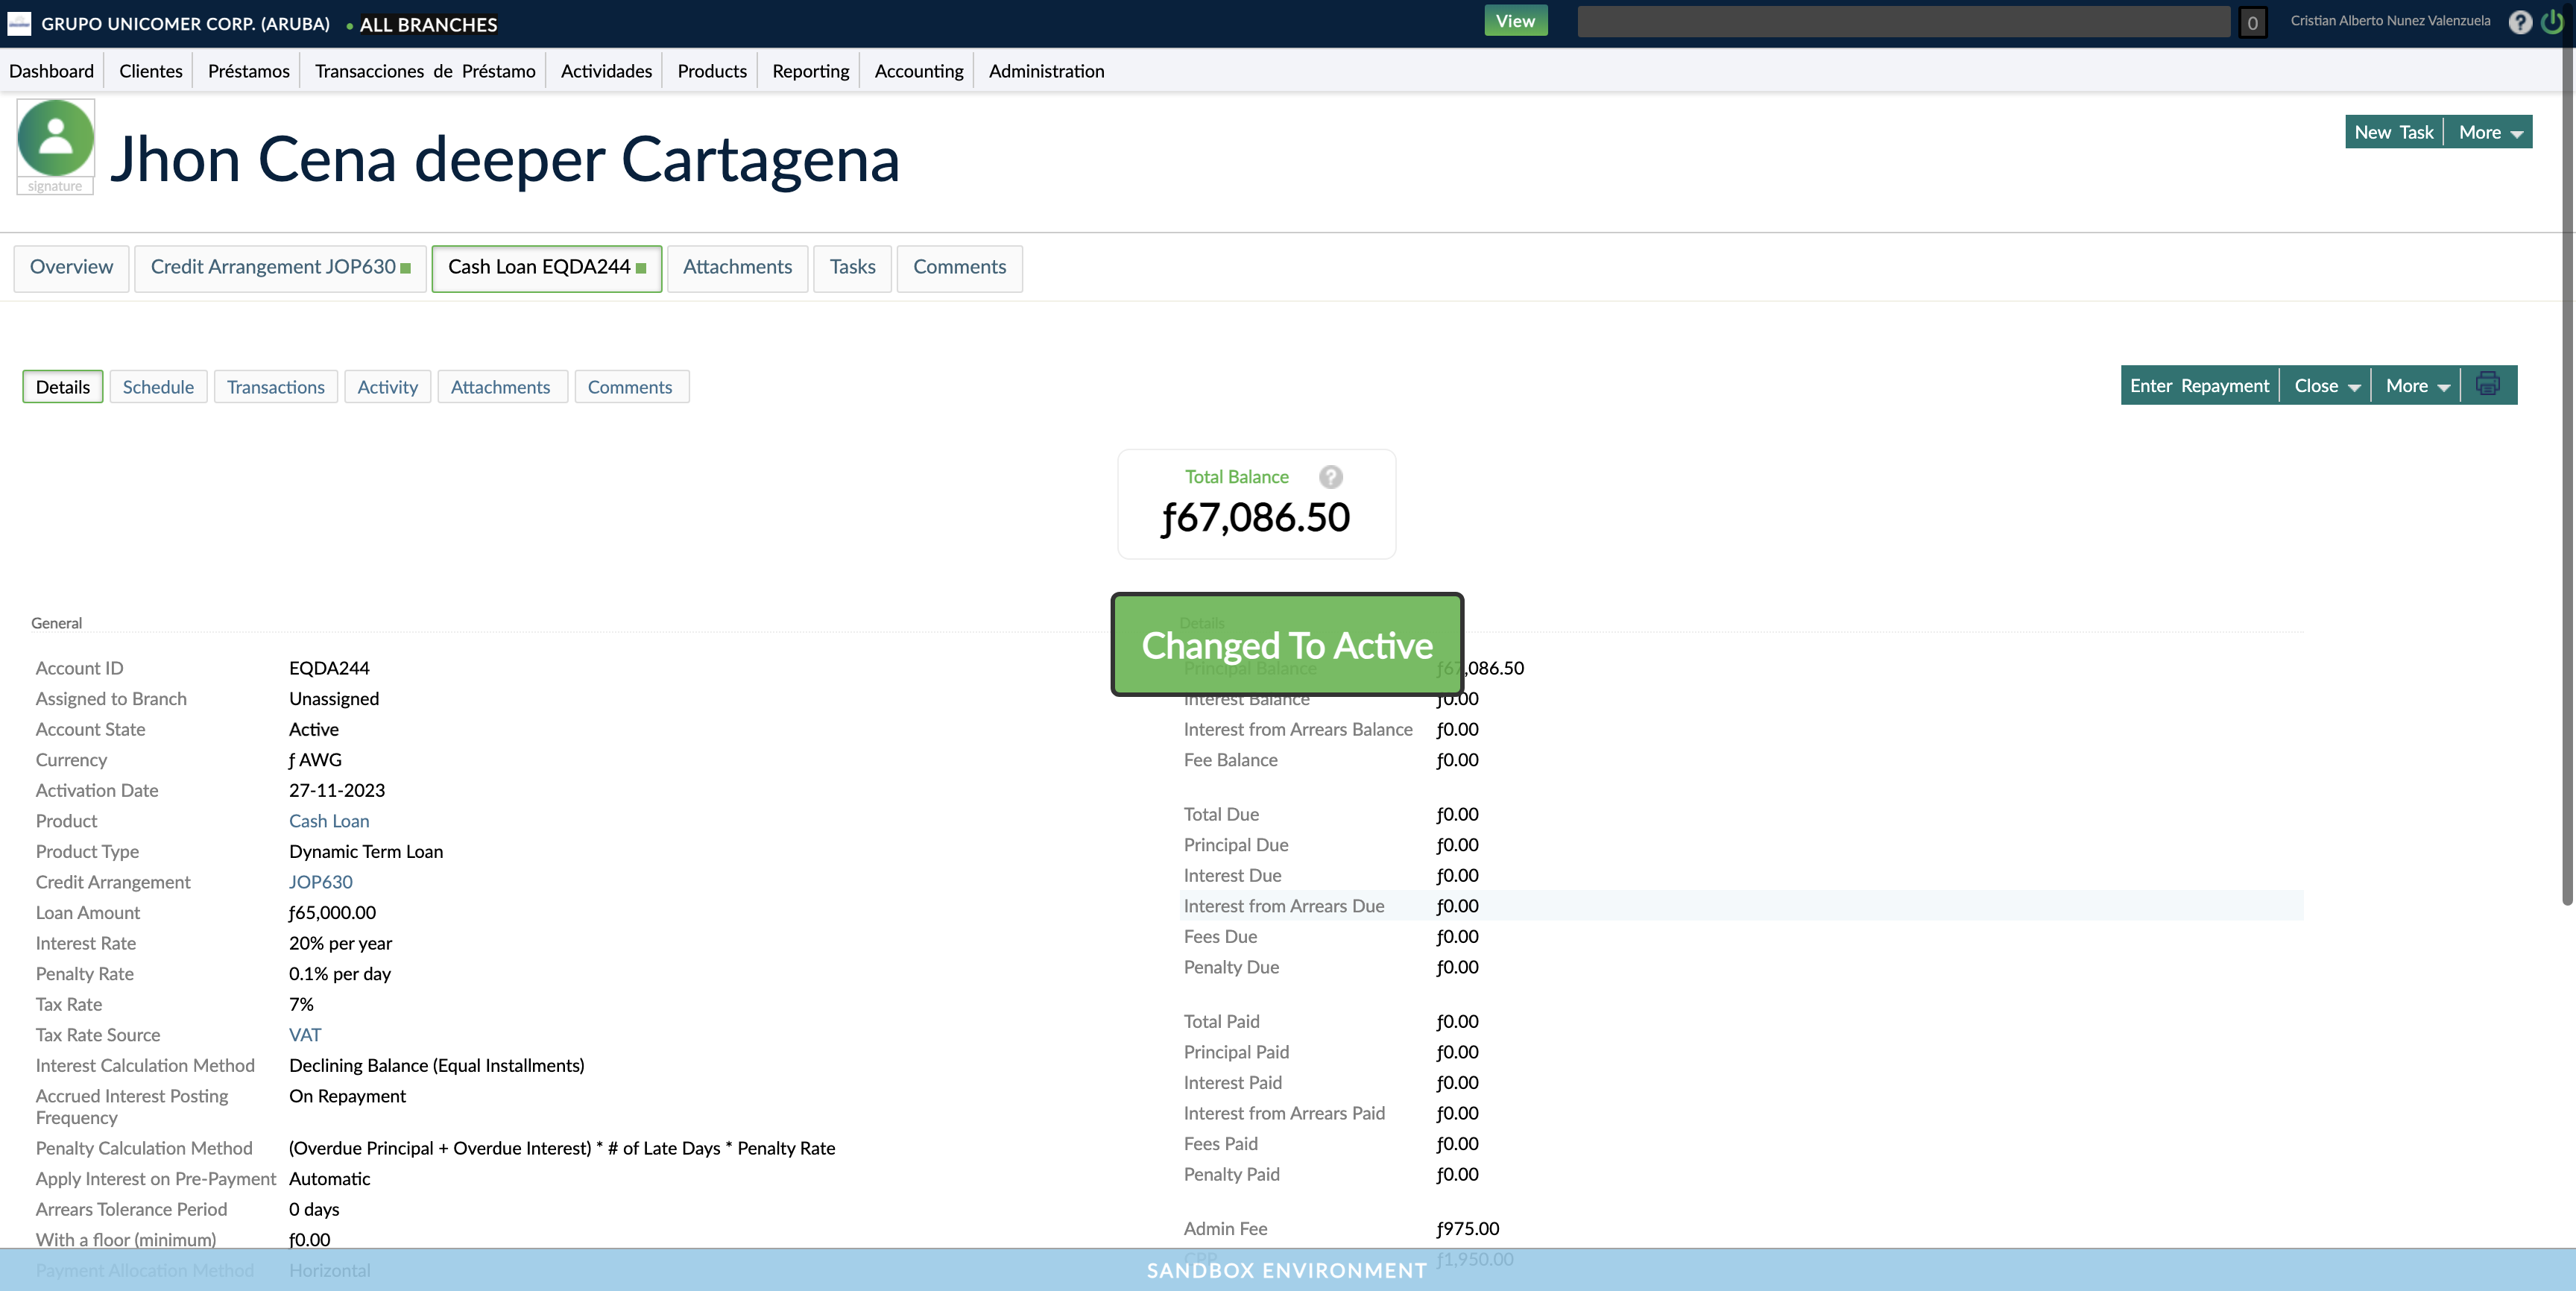 GRUPO UNICOMER CORP. (ARUBA) • ALL BRANCHES
View
0
Cristian Alberto Nunez Valenzuela
?
Dashboard Clientes Préstamos Transacciones de Préstamo Actividades Products Reporting Accounting Administration
signature
Jhon Cena deeper Cartagena
New Task More
Overview Credit Arrangement JOP630 Cash Loan EQDA244 Attachments Tasks Comments
Details Schedule Transactions Activity Attachments Comments
Enter Repayment Close More
Total Balance ?
ƒ67,086.50
Changed To Active
General
Account ID EQDA244
Assigned to Branch Unassigned
Account State Active
Currency ƒ AWG
Activation Date 27-11-2023
Product Cash Loan
Product Type Dynamic Term Loan
Credit Arrangement JOP630
Loan Amount ƒ65,000.00
Interest Rate 20% per year
Penalty Rate 0.1% per day
Tax Rate 7%
Tax Rate Source VAT
Interest Calculation Method Declining Balance (Equal Installments)
Accrued Interest Posting On Repayment
Frequency
Penalty Calculation Method (Overdue Principal + Overdue Interest) * # of Late Days * Penalty Rate
Apply Interest on Pre-Payment Automatic
Arrears Tolerance Period 0 days
With a floor (minimum) ƒ0.00
Payment Allocation Method Horizontal
Details
Principal Balance ƒ67,086.50
Interest Balance ƒ0.00
Interest from Arrears Balance ƒ0.00
Fee Balance ƒ0.00
Total Due ƒ0.00
Principal Due ƒ0.00
Interest Due ƒ0.00
Interest from Arrears Due ƒ0.00
Fees Due ƒ0.00
Penalty Due ƒ0.00
Total Paid ƒ0.00
Principal Paid ƒ0.00
Interest Paid ƒ0.00
Interest from Arrears Paid ƒ0.00
Fees Paid ƒ0.00
Penalty Paid ƒ0.00
Admin Fee ƒ975.00
ƒ1,950.00
SANDBOX ENVIRONMENT